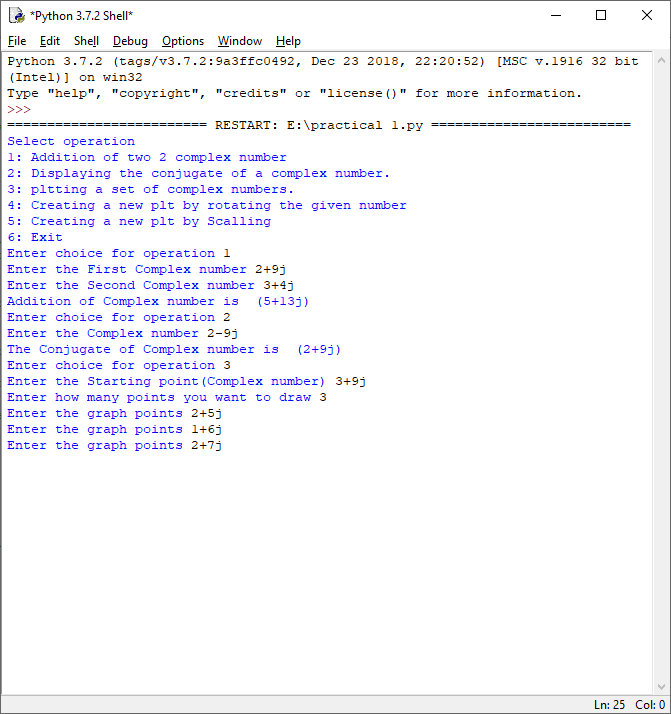 *Python 3.7.2 Shell*
File Edit Shell Debug Options Window Help
Python 3.7.2 (tags/v3.7.2:9a3ffc0492, Dec 23 2018, 22:20:52) [MSC v.1916 32 bit
(Intel)] on win32
Type "help", "copyright", "credits" or "license()" for more information.
>>>
========================= RESTART: E:\practical 1.py =========================
Select operation
1: Addition of two 2 complex number
2: Displaying the conjugate of a complex number.
3: pltting a set of complex numbers.
4: Creating a new plt by rotating the given number
5: Creating a new plt by Scalling
6: Exit
Enter choice for operation 1
Enter the First Complex number 2+9j
Enter the Second Complex number 3+4j
Addition of Complex number is  (5+13j)
Enter choice for operation 2
Enter the Complex number 2-9j
The Conjugate of Complex number is  (2+9j)
Enter choice for operation 3
Enter the Starting point(Complex number) 3+9j
Enter how many points you want to draw 3
Enter the graph points 2+5j
Enter the graph points 1+6j
Enter the graph points 2+7j
Ln: 25 Col: 0